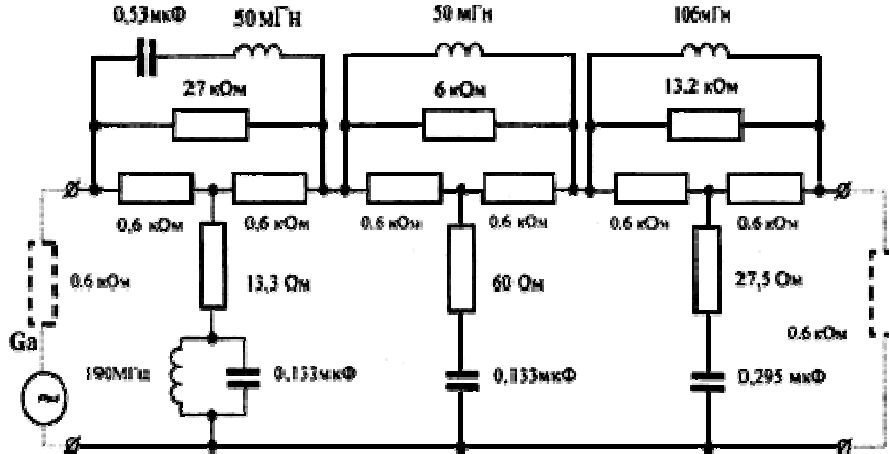 0,53мкФ 50мГн 50 мГн 106мГн
27 кОм 6 кОм 13,2 кОм
0,6 кОм 0,6 кОм 0.6 кОм 0.6 кОм 0.6 кОм 0.6 кОм
0.6 кОм 13,3 Ом 60 Ом 27,5 Ом
0.6 кОм
Ga
0,133мкФ 0,133мкФ 0,295 мкФ